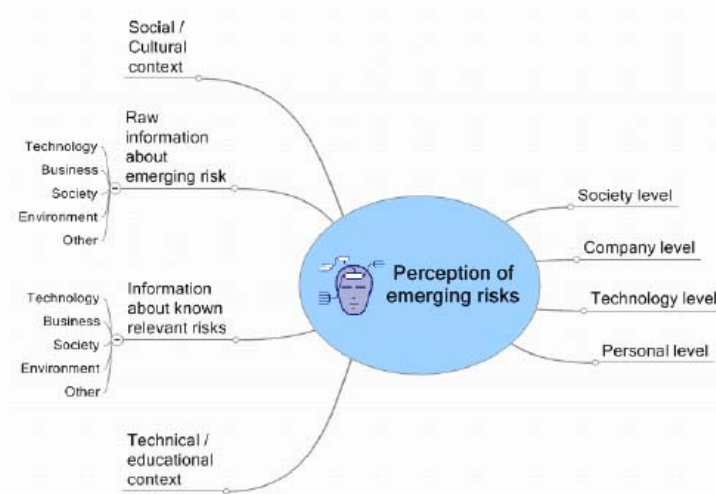 Social /
Cultural
context
Raw
information
about
emerging risk
Technology
Business
Society
Environment
Other
Information
about known
relevant risks
Technology
Business
Society
Environment
Other
Technical /
educational
context
Perception of
emerging risks
Society level
Company level
Technology level
Personal level